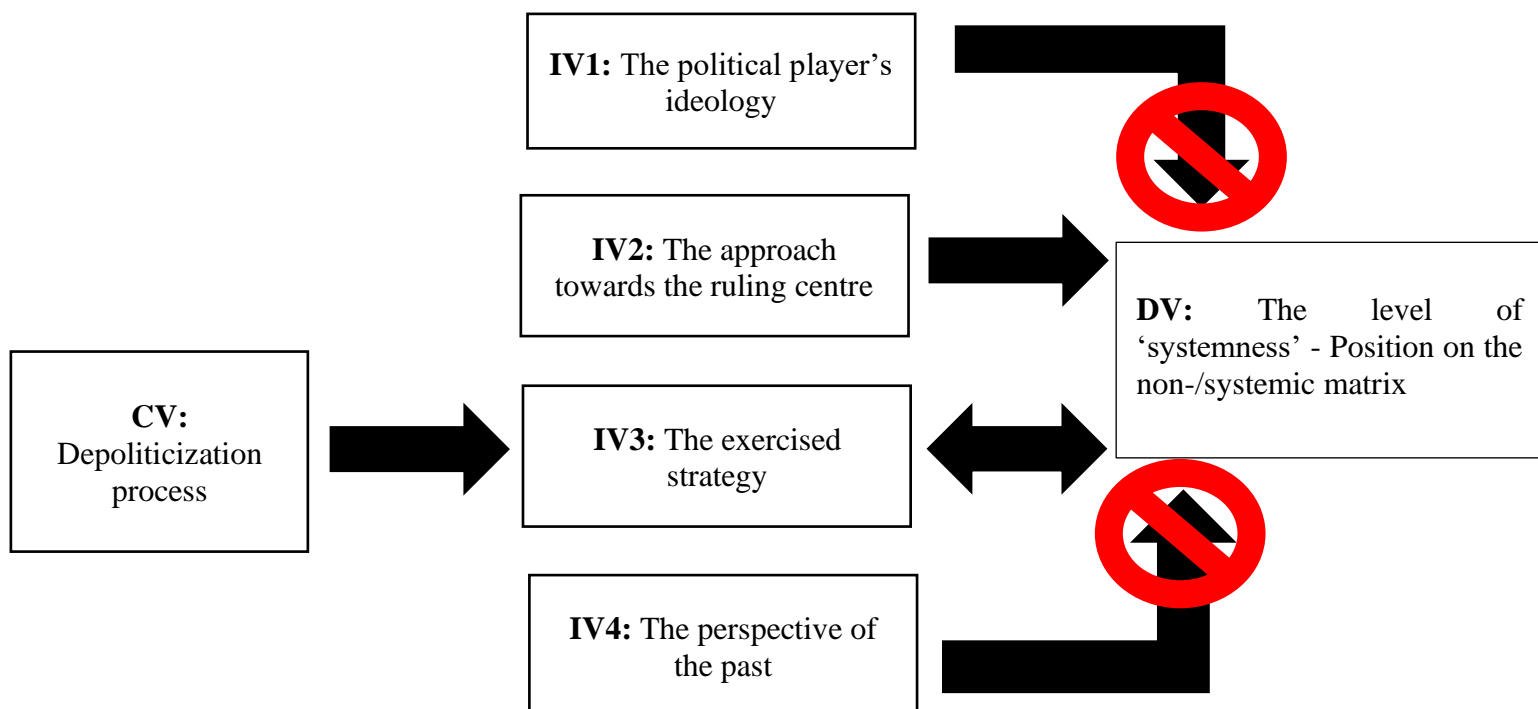 IV1: The political player’s
ideology
IV2: The approach
towards the ruling centre
DV: The level of
‘systemness’ - Position on the
non-/systemic matrix
CV:
Depoliticization
process
IV3: The exercised
strategy
IV4: The perspective of
the past